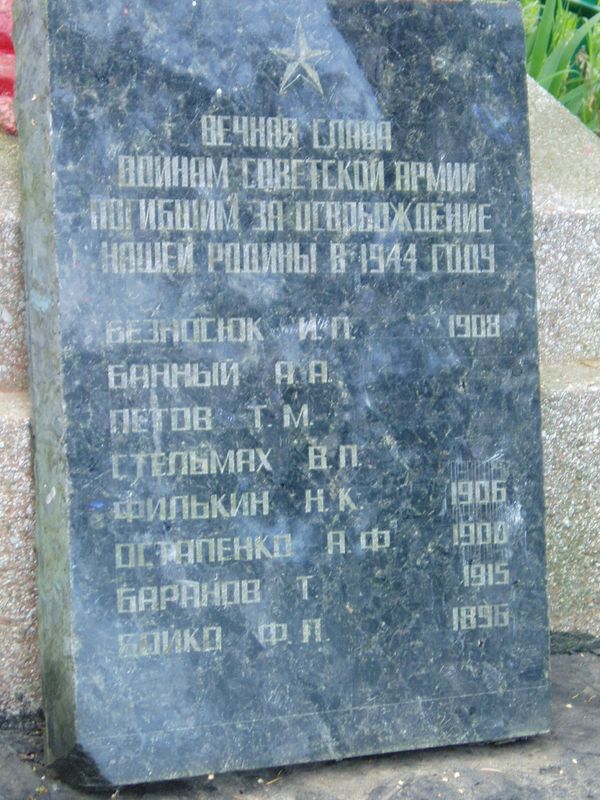 ВЕЧНАЯ СЛАВА
ВОИНАМ СОВЕТСКОЙ АРМИИ
ПОГИБШИМ ЗА ОСВОБОЖДЕНИЕ
НАШЕЙ РОДИНЫ В 1944 ГОДУ
БЕЗНОСЮК И.П. 1908
БАННЫЙ А.А.
ПЕТОВ Т.М.
СТЕЛЬМАХ В.П.
ФИЛЬКИН Н.К. 1906
ОСТАПЕНКО А.Ф 1900
БАРАНОВ Т. 1915
БОЙКО Ф.П. 1896